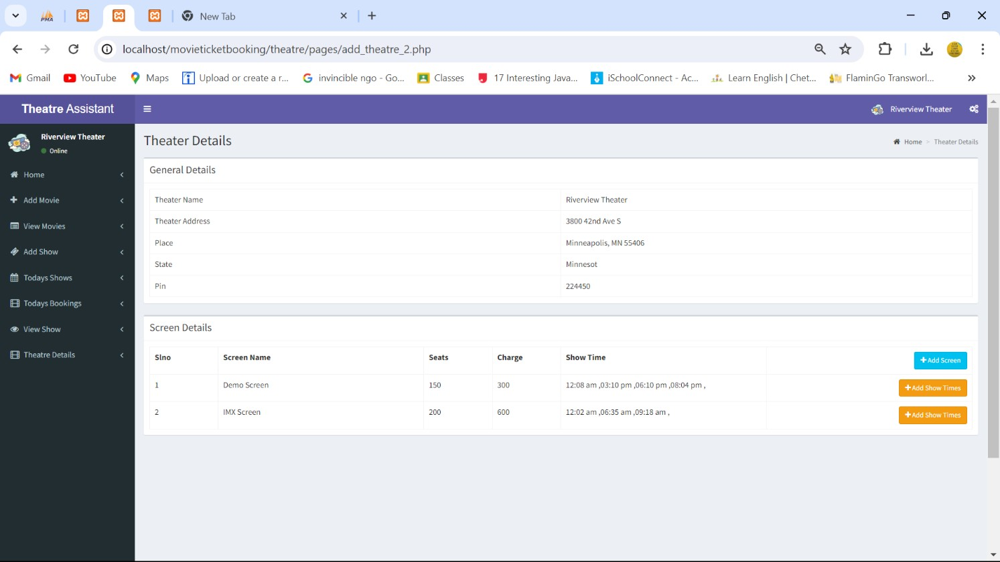 PMA
New Tab
localhost/movieticketbooking/theatre/pages/add_theatre_2.php
Gmail YouTube Maps Upload or create a r... invincible ngo - Go... Classes 17 Interesting Java... iSchoolConnect - Ac... Learn English | Chet... FlaminGo Transworl...
Theatre Assistant
Riverview Theater
Riverview Theater
Online
Home
Add Movie
View Movies
Add Show
Todays Shows
Todays Bookings
View Show
Theatre Details
Theater Details
Home > Theater Details
General Details
Theater Name Riverview Theater
Theater Address 3800 42nd Ave S
Place Minneapolis, MN 55406
State Minnesot
Pin 224450
Screen Details
Slno Screen Name Seats Charge Show Time Add Screen
1 Demo Screen 150 300 12:08 am ,03:10 pm ,06:10 pm ,08:04 pm , Add Show Times
2 IMX Screen 200 600 12:02 am ,06:35 am ,09:18 am , Add Show Times